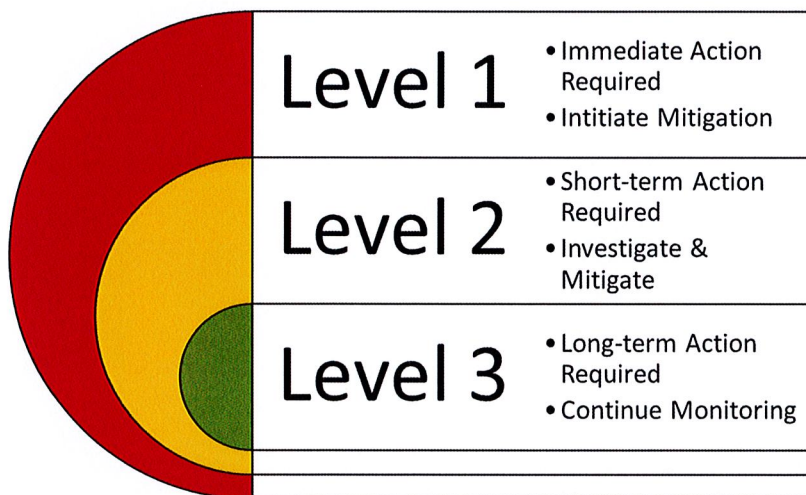 Level 1
• Immediate Action
Required
• Intitiate Mitigation
Level 2
• Short-term Action
Required
• Investigate &
Mitigate
Level 3
• Long-term Action
Required
• Continue Monitoring